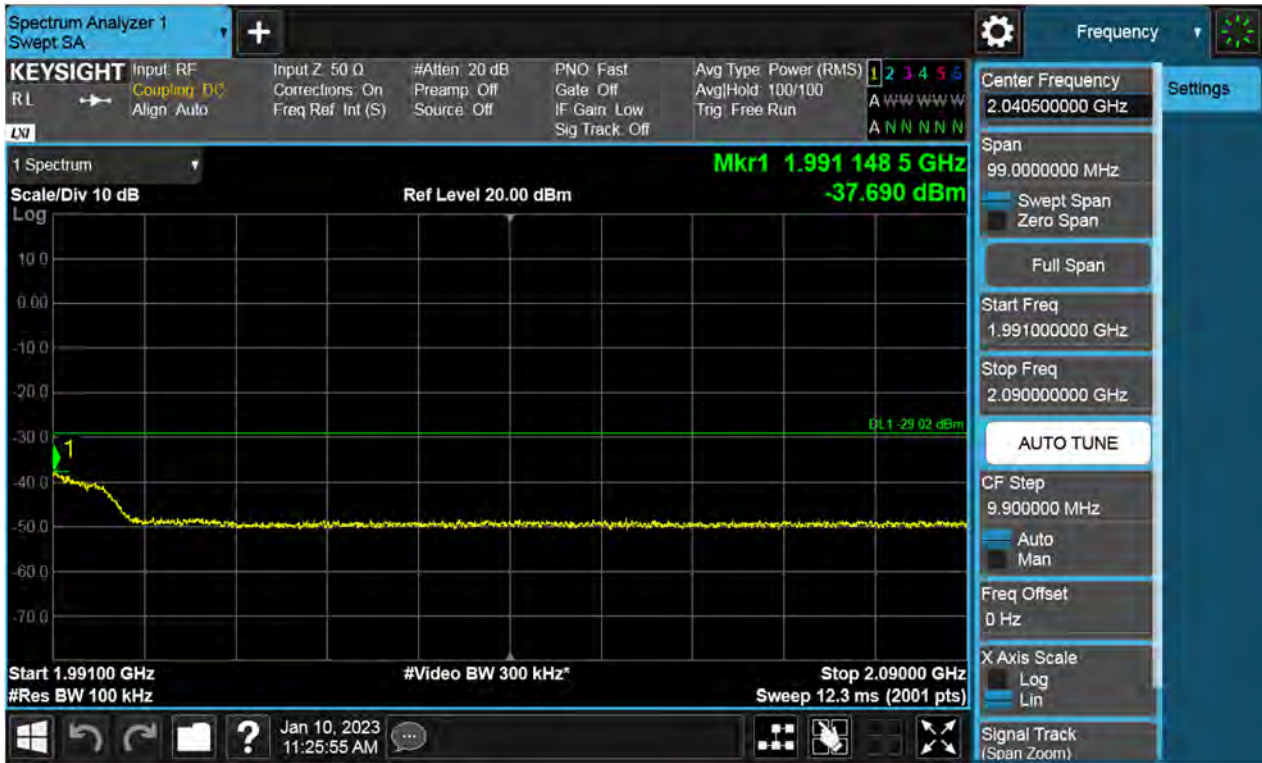 Spectrum Analyzer 1
Swept SA
+
Frequency
KEYSIGHT
R L
LXI
Input: RF
Coupling: DC
Align: Auto
Input Z: 50 Ω
Corrections: On
Freq Ref: Int (S)
#Atten: 20 dB
Preamp: Off
Source: Off
PNO: Fast
Gate: Off
IF Gain: Low
Sig Track: Off
Avg Type: Power (RMS)
Avg|Hold: 100/100
Trig: Free Run
1 2 3 4 5 6
A W W W W W
A N N N N N
1 Spectrum
Scale/Div 10 dB
Log
Ref Level 20.00 dBm
Mkr1 1.991 148 5 GHz
-37.690 dBm
10.0
0.00
-10.0
-20.0
-30.0
-40.0
-50.0
-60.0
-70.0
DL1 -29.02 dBm
1
Start 1.99100 GHz
#Res BW 100 kHz
#Video BW 300 kHz*
Stop 2.09000 GHz
Sweep 12.3 ms (2001 pts)
Center Frequency
2.040500000 GHz
Settings
Span
99.0000000 MHz
Swept Span
Zero Span
Full Span
Start Freq
1.991000000 GHz
Stop Freq
2.090000000 GHz
AUTO TUNE
CF Step
9.900000 MHz
Auto
Man
Freq Offset
0 Hz
X Axis Scale
Log
Lin
Signal Track
(Span Zoom)
?
Jan 10, 2023
11:25:55 AM